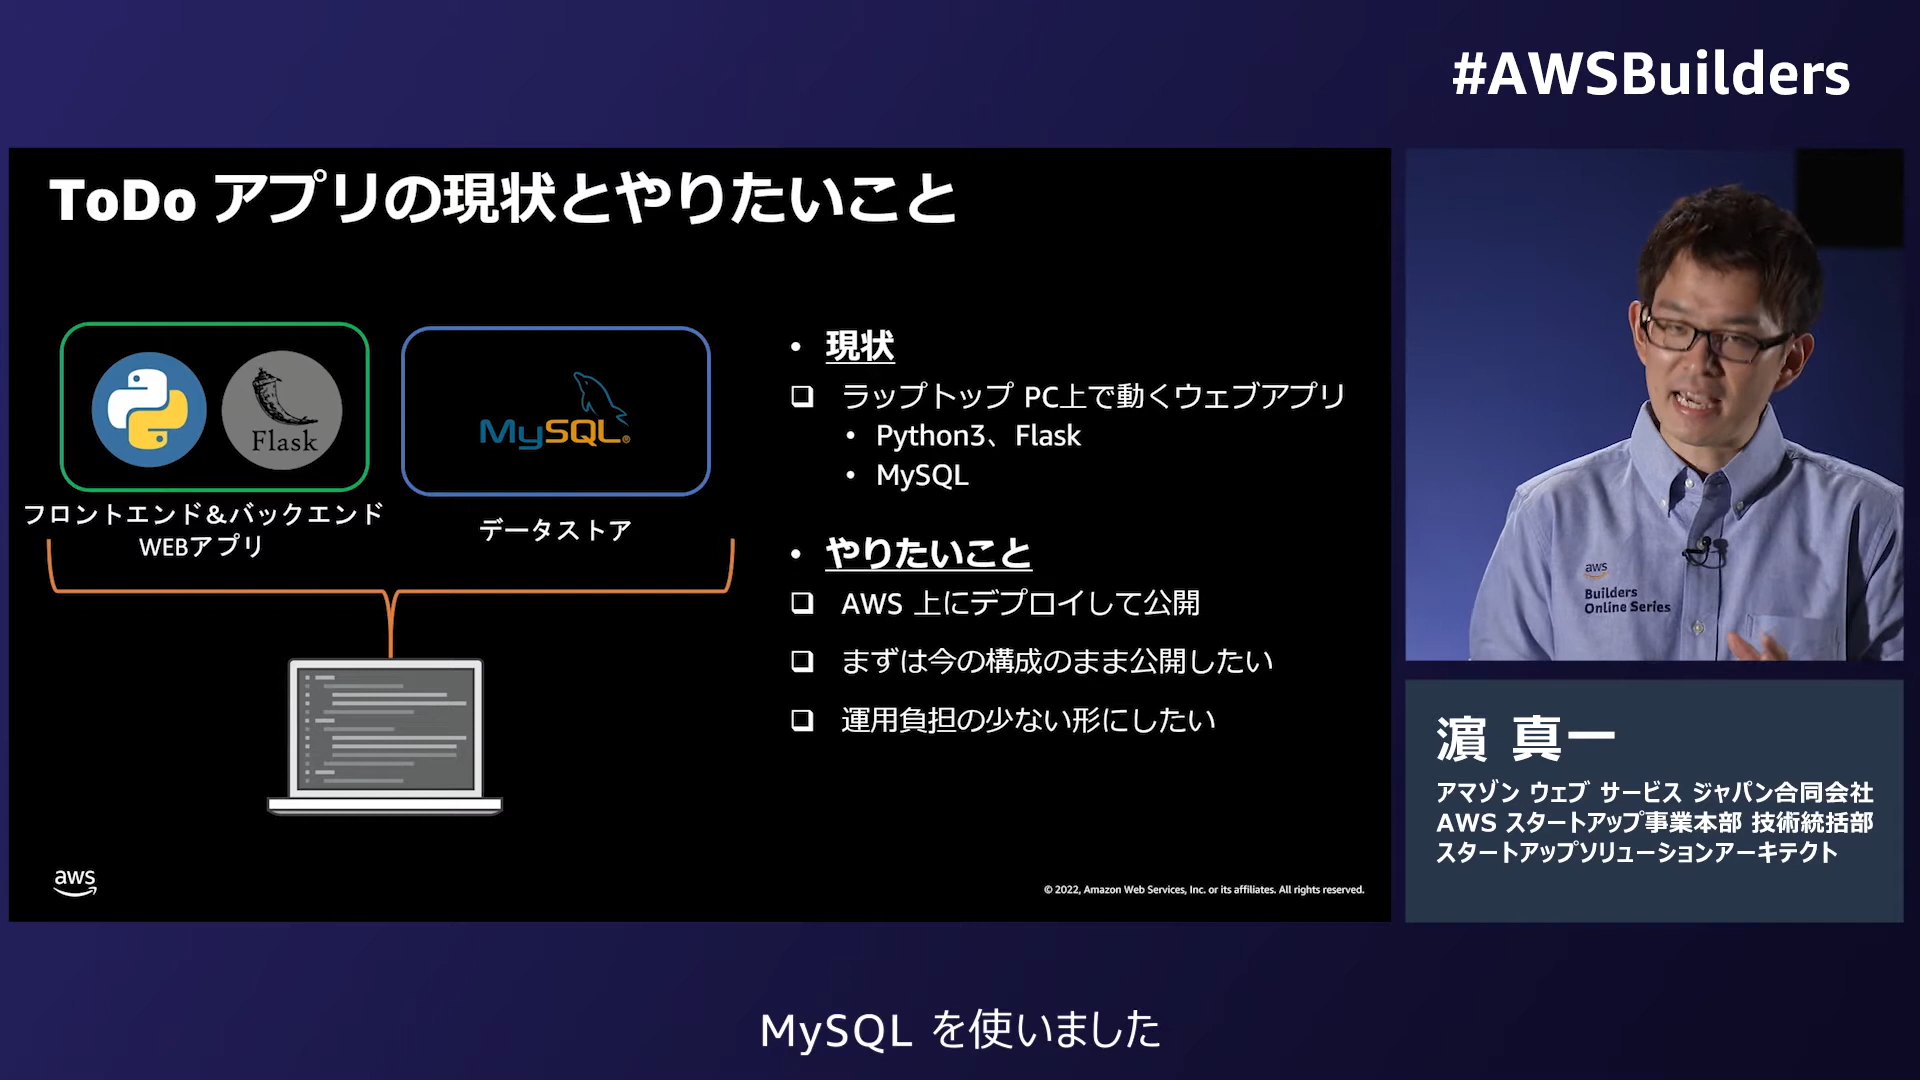 #AWSBuilders
ToDo アプリの現状とやりたいこと
Flask
MySQL®
フロントエンド＆バックエンド
WEBアプリ
データストア
• 現状
❑ ラップトップ PC上で動くウェブアプリ
• Python3、Flask
• MySQL
• やりたいこと
❑ AWS 上にデプロイして公開
❑ まずは今の構成のまま公開したい
❑ 運用負担の少ない形にしたい
aws
© 2022, Amazon Web Services, Inc. or its affiliates. All rights reserved.
aws
Builders
Online Series
濵 真一
アマゾン ウェブ サービス ジャパン合同会社
AWS スタートアップ事業本部 技術統括部
スタートアップソリューションアーキテクト
MySQL を使いました